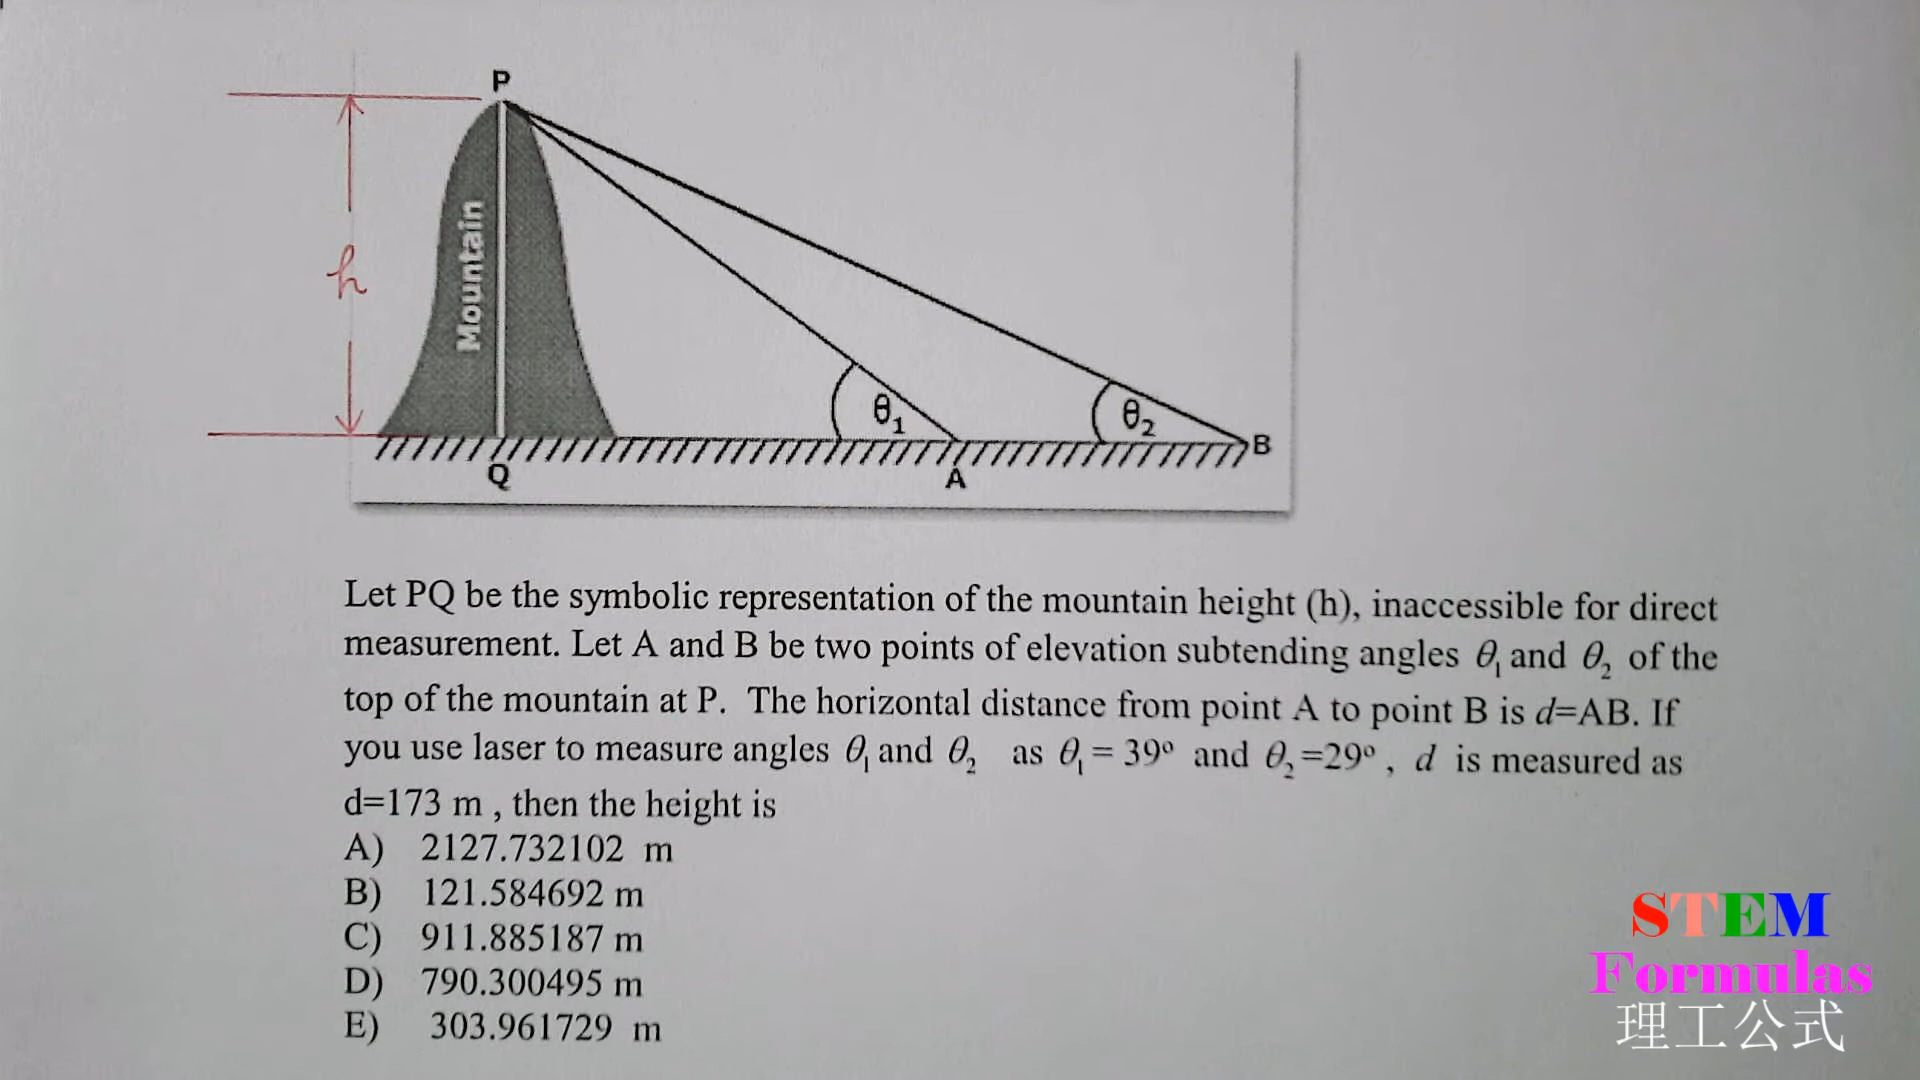 P
h
Mountain
θ₁
θ₂
B
Q
A
Let PQ be the symbolic representation of the mountain height (h), inaccessible for direct
measurement. Let A and B be two points of elevation subtending angles θ₁ and θ₂ of the
top of the mountain at P. The horizontal distance from point A to point B is d=AB. If
you use laser to measure angles θ₁ and θ₂ as θ₁ = 39º and θ₂=29º , d is measured as
d=173 m , then the height is
A) 2127.732102 m
B) 121.584692 m
C) 911.885187 m
D) 790.300495 m
E) 303.961729 m
STEM
Formulas
理工公式